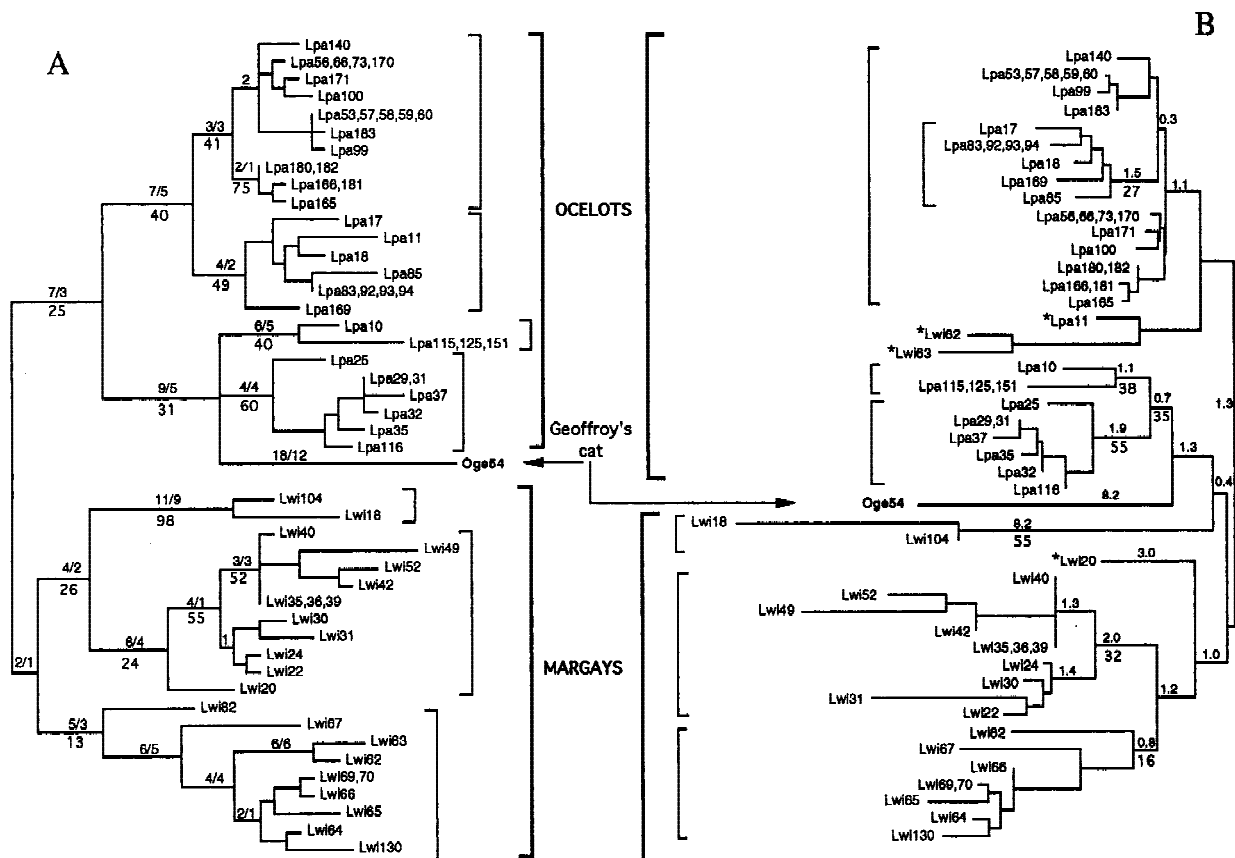 A
B
Lpa140
Lpa56,66,73,170
2
Lpa171
Lpa100
Lpa53,57,58,59,60
3/3
Lpa183
41
Lpa99
2/1
Lpa180,182
75
Lpa166,181
7/5
Lpa165
40
Lpa17
Lpa11
Lpa18
4/2
Lpa85
49
Lpa83,92,93,94
7/3
Lpa169
25
6/5
Lpa10
40
Lpa115,125,151
Lpa25
9/5
4/4
Lpa29,31
31
60
Lpa37
Lpa32
Lpa35
Lpa116
18/12
Oge54
11/9
Lwi104
98
Lwi18
Lwi40
3/3
Lwi49
52
Lwi52
4/2
Lwi42
26
4/1
Lwi35,36,39
55
Lwi30
1
Lwi31
6/4
Lwi24
24
Lwi22
2/1
Lwi20
5/3
Lwi82
13
Lwi67
6/5
6/6
Lwi63
Lwi62
4/4
Lwi69,70
Lwi66
2/1
Lwi65
Lwi64
Lwi130
OCELOTS
Geoffroy's
cat
MARGAYS
Lpa140
Lpa53,57,58,59,60
Lpa99
Lpa183
0.3
Lpa17
Lpa83,92,93,94
Lpa18
Lpa169
1.5
1.1
Lpa85
27
Lpa56,66,73,170
Lpa171
Lpa100
Lpa180,182
Lpa166,181
Lpa165
*Lpa11
*Lwi62
*Lwi63
Lpa10
1.1
Lpa115,125,151
38
Lpa25
0.7
1.3
Lpa29,31
35
Lpa37
1.9
Lpa35
55
1.3
Lpa32
Lpa116
0.4
Oge54
8.2
Lwi18
8.2
Lwi104
55
*Lwi20
3.0
Lwi40
Lwi52
Lwi49
1.3
Lwi42
2.0
Lwi35,36,39
32
Lwi24
1.0
Lwi30
1.4
Lwi31
1.2
Lwi22
Lwi62
0.8
Lwi67
16
Lwi66
Lwi69,70
Lwi65
Lwi64
Lwi130